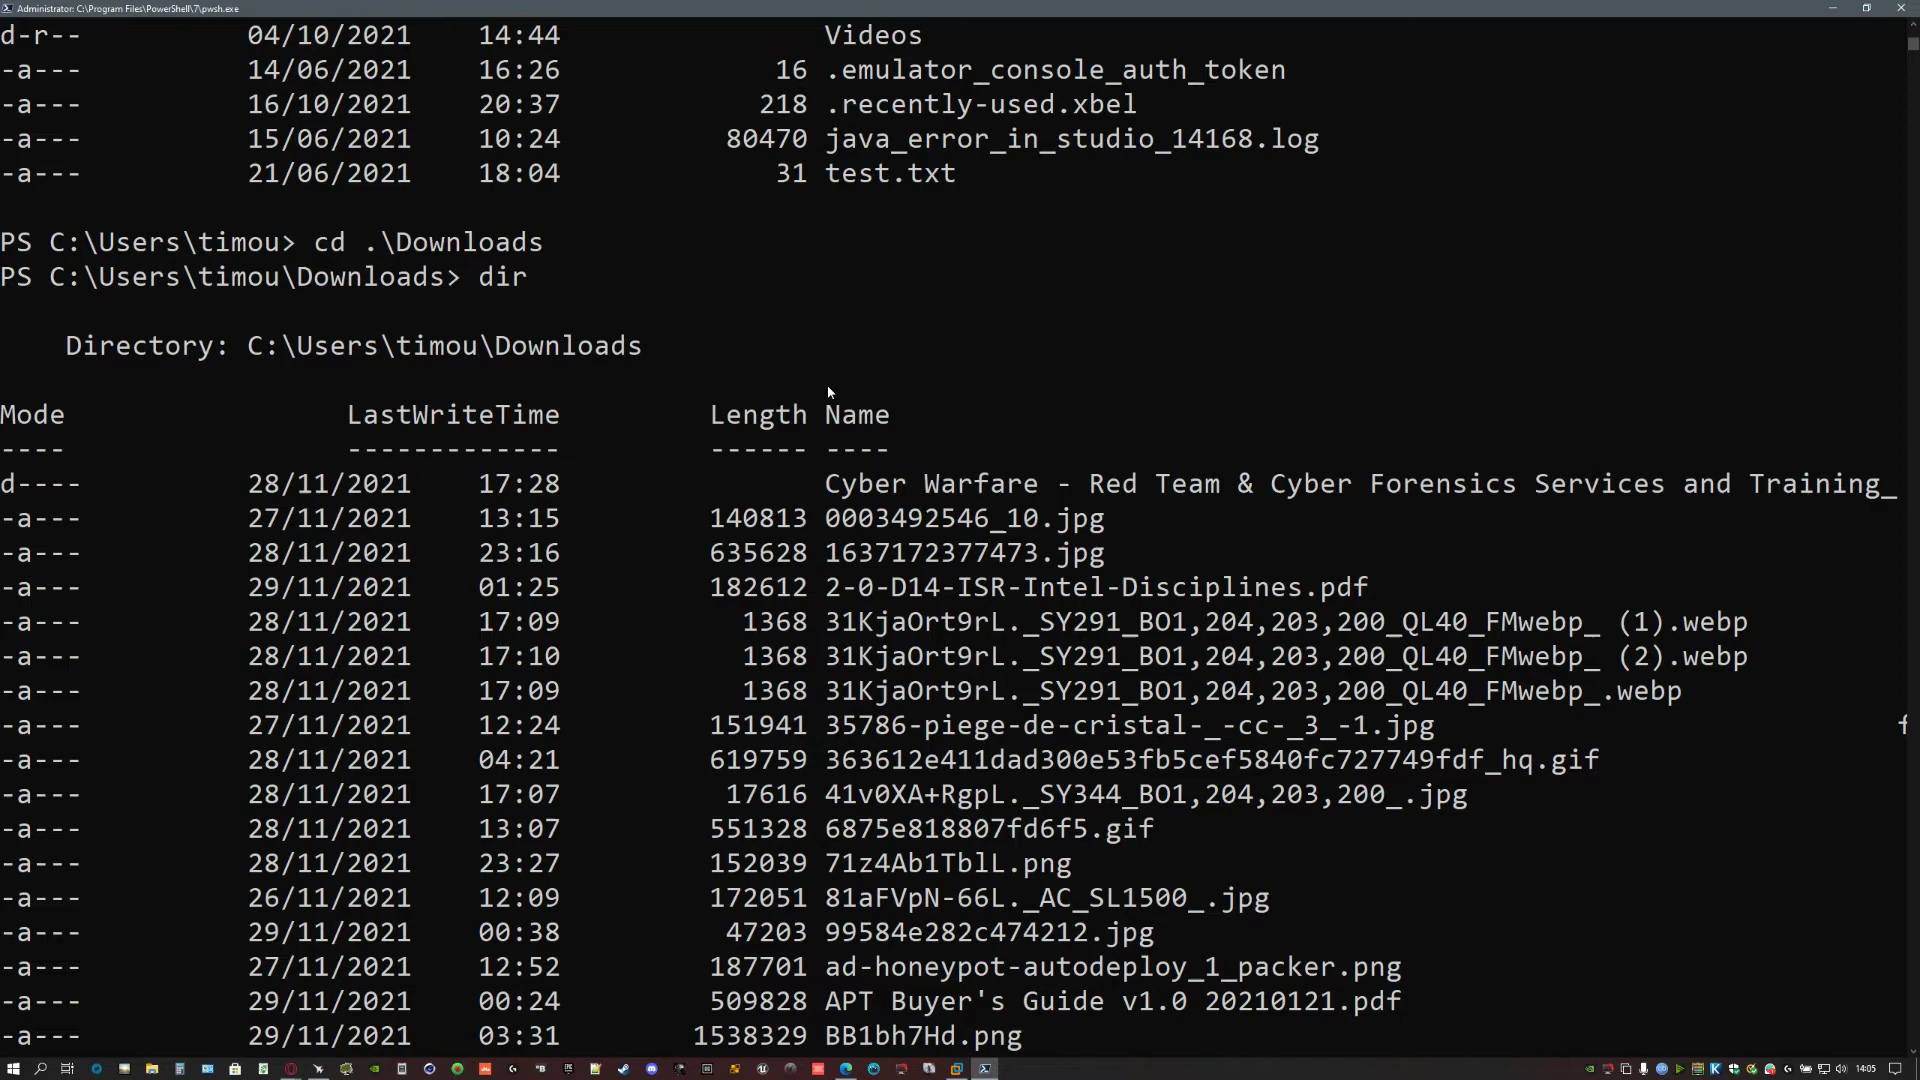 Administrator: C:\Program Files\PowerShell\7\pwsh.exe
d-r-- 04/10/2021 14:44 Videos
-a--- 14/06/2021 16:26 16 .emulator_console_auth_token
-a--- 16/10/2021 20:37 218 .recently-used.xbel
-a--- 15/06/2021 10:24 80470 java_error_in_studio_14168.log
-a--- 21/06/2021 18:04 31 test.txt
PS C:\Users\timou> cd .\Downloads
PS C:\Users\timou\Downloads> dir
Directory: C:\Users\timou\Downloads
Mode LastWriteTime Length Name
---- ------------- ------ ----
d---- 28/11/2021 17:28 Cyber Warfare - Red Team & Cyber Forensics Services and Training_
-a--- 27/11/2021 13:15 140813 0003492546_10.jpg
-a--- 28/11/2021 23:16 635628 1637172377473.jpg
-a--- 29/11/2021 01:25 182612 2-0-D14-ISR-Intel-Disciplines.pdf
-a--- 28/11/2021 17:09 1368 31KjaOrt9rL._SY291_BO1,204,203,200_QL40_FMwebp_ (1).webp
-a--- 28/11/2021 17:10 1368 31KjaOrt9rL._SY291_BO1,204,203,200_QL40_FMwebp_ (2).webp
-a--- 28/11/2021 17:09 1368 31KjaOrt9rL._SY291_BO1,204,203,200_QL40_FMwebp_.webp
-a--- 27/11/2021 12:24 151941 35786-piege-de-cristal-_-cc-_3_-1.jpg f
-a--- 28/11/2021 04:21 619759 363612e411dad300e53fb5cef5840fc727749fdf_hq.gif
-a--- 28/11/2021 17:07 17616 41v0XA+RgpL._SY344_BO1,204,203,200_.jpg
-a--- 28/11/2021 13:07 551328 6875e818807fd6f5.gif
-a--- 28/11/2021 23:27 152039 71z4Ab1TblL.png
-a--- 26/11/2021 12:09 172051 81aFVpN-66L._AC_SL1500_.jpg
-a--- 29/11/2021 00:38 47203 99584e282c474212.jpg
-a--- 27/11/2021 12:52 187701 ad-honeypot-autodeploy_1_packer.png
-a--- 29/11/2021 00:24 509828 APT Buyer's Guide v1.0 20210121.pdf
-a--- 29/11/2021 03:31 1538329 BB1bh7Hd.png
14:05